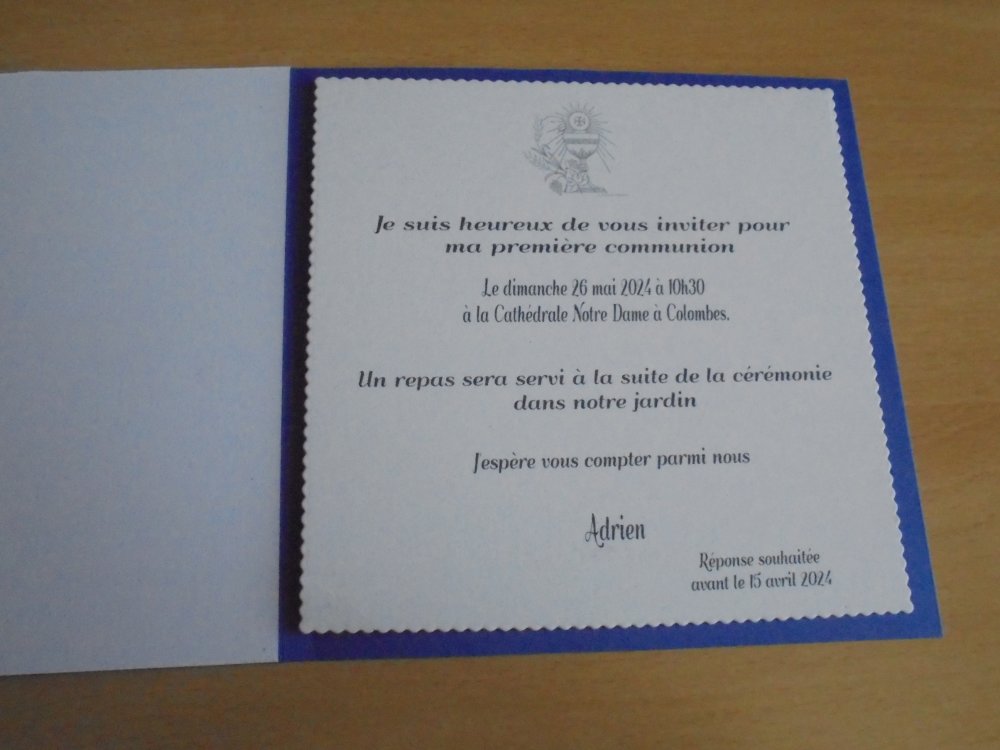 Je suis heureux de vous inviter pour
ma première communion
Le dimanche 26 mai 2024 à 10h30
à la Cathédrale Notre Dame à Colombes.
Un repas sera servi à la suite de la cérémonie
dans notre jardin
J'espère vous compter parmi nous
Adrien
Réponse souhaitée
avant le 15 avril 2024